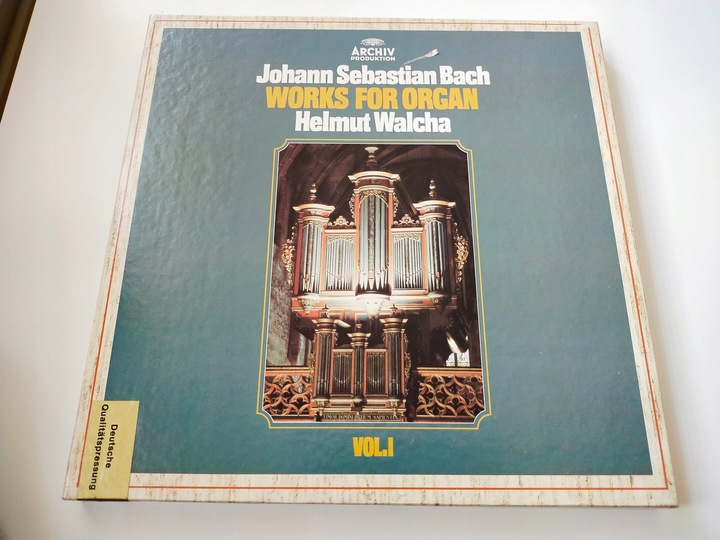 ARCHIV
PRODUKTION
Johann Sebastian Bach
WORKS FOR ORGAN
Helmut Walcha
VOL.I
Deutsche
Qualitätspressung